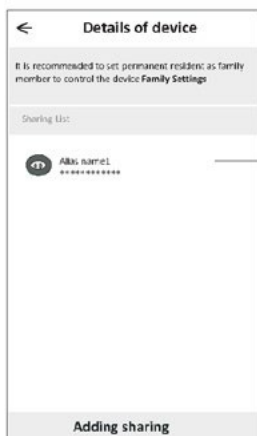 Details of device
It is recommended to set permanent resident as family
member to control the device Family Settings
Sharing List
Alias name1
************
Adding sharing